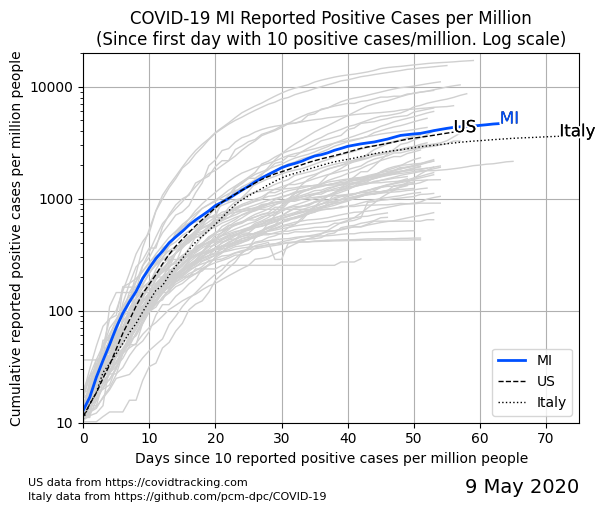 COVID-19 MI Reported Positive Cases per Million
(Since first day with 10 positive cases/million. Log scale)
Cumulative reported positive cases per million people
10000
1000
100
10
MI
US
Italy
MI
US
Italy
0 10 20 30 40 50 60 70
Days since 10 reported positive cases per million people
US data from https://covidtracking.com
Italy data from https://github.com/pcm-dpc/COVID-19
9 May 2020